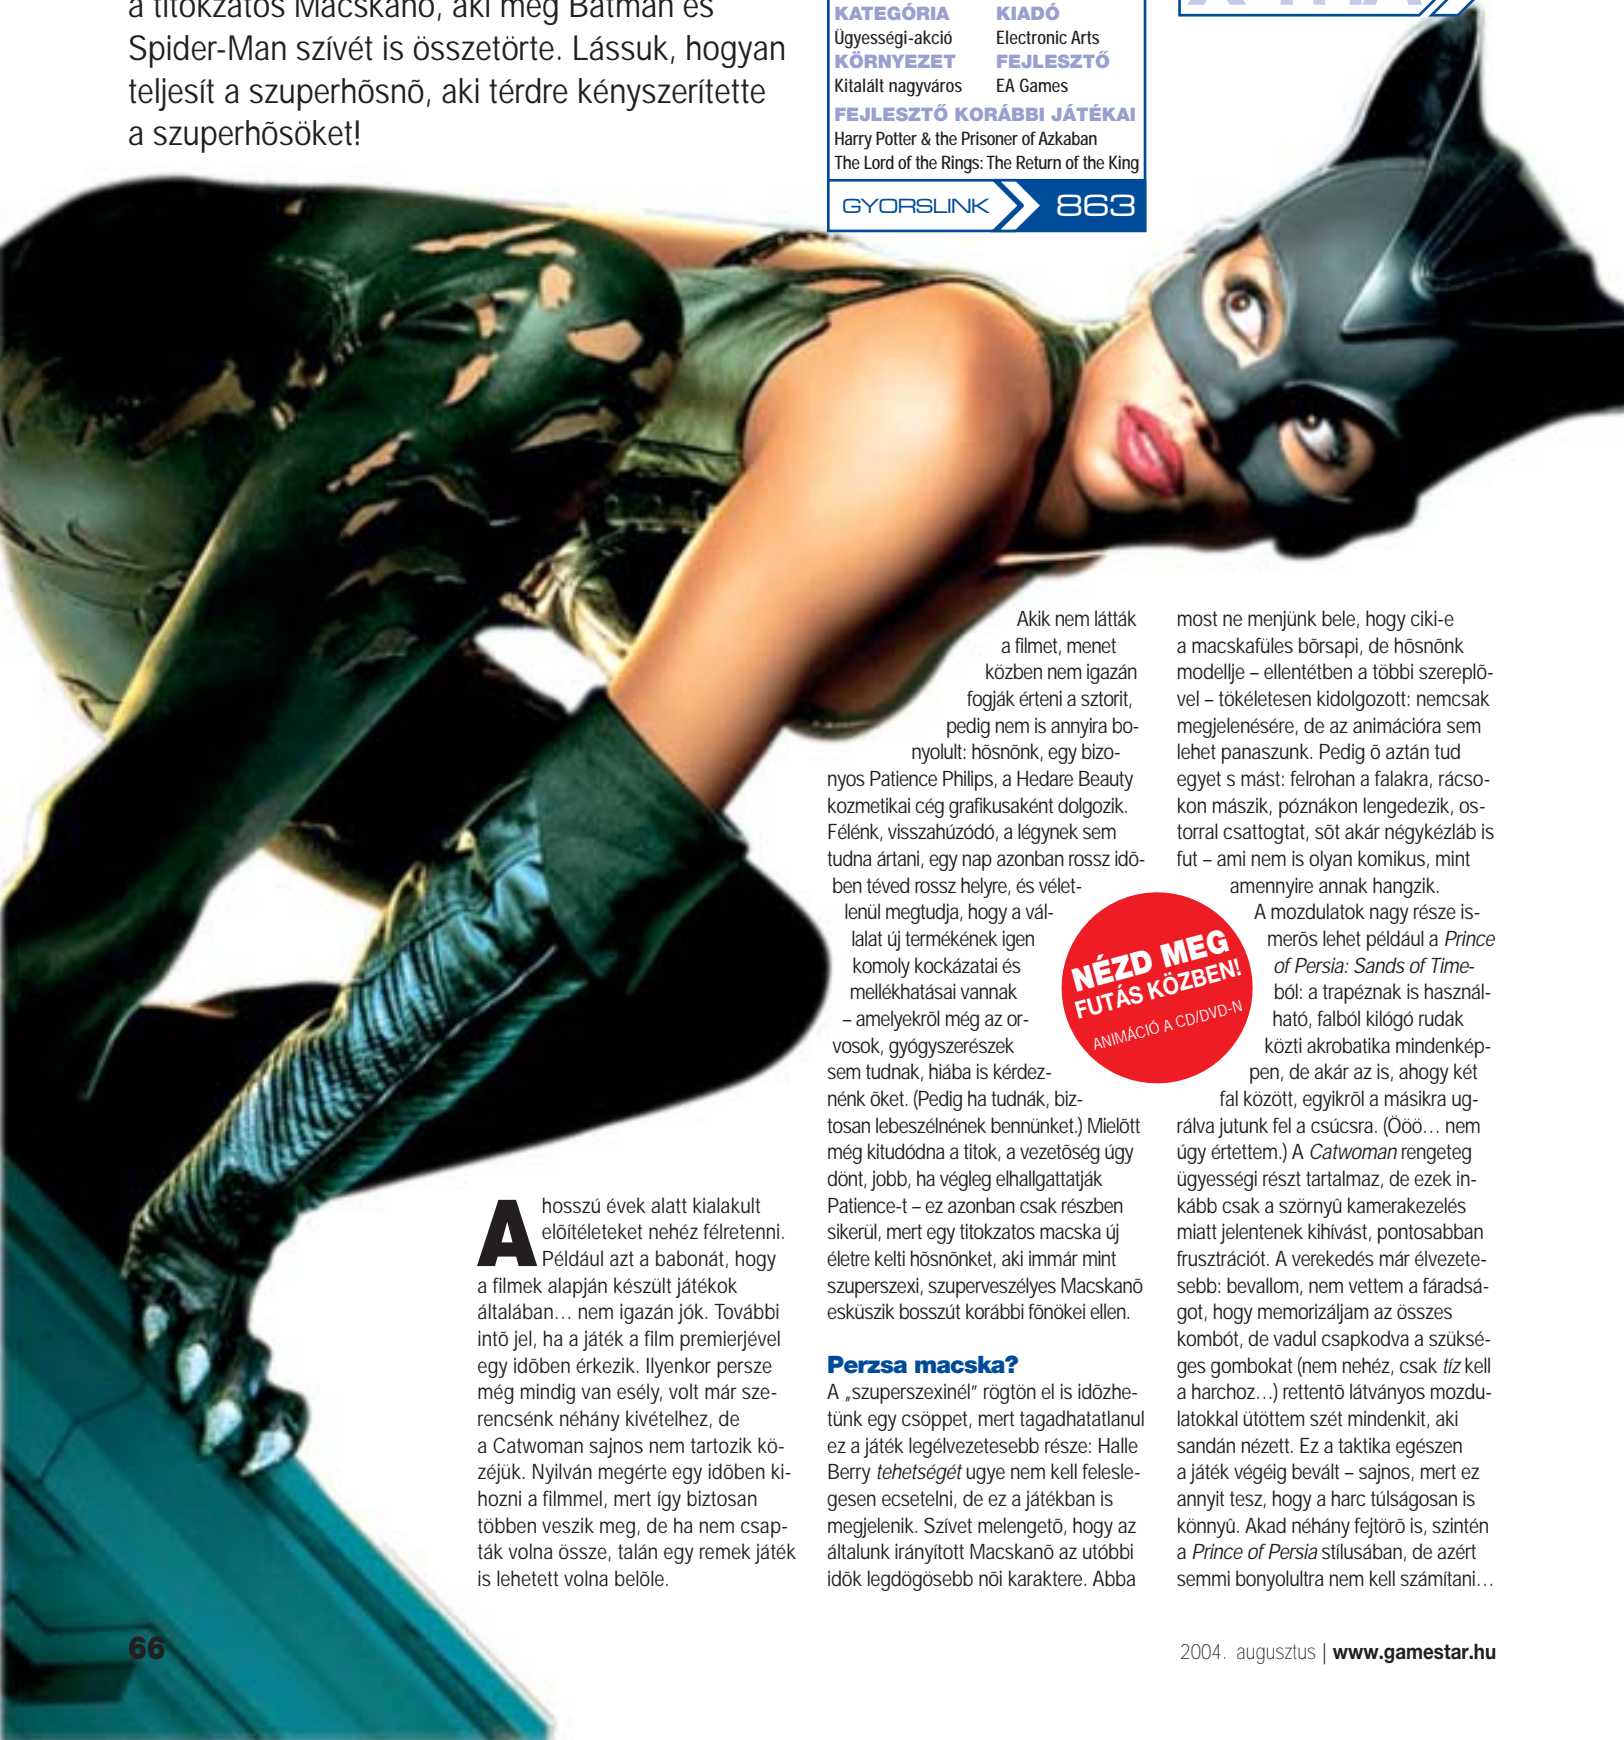 a titokzatos Macskanõ, aki még Batman és
Spider-Man szívét is összetörte. Lássuk, hogyan
teljesít a szuperhõsnõ, aki térdre kényszerítette
a szuperhõsöket!
KATEGÓRIA KIADÓ
Ügyességi-akció Electronic Arts
KÖRNYEZET FEJLESZTŐ
Kitalált nagyváros EA Games
FEJLESZTŐ KORÁBBI JÁTÉKAI
Harry Potter & the Prisoner of Azkaban
The Lord of the Rings: The Return of the King
GYORSLINK 863
A hosszú évek alatt kialakult
elõítéleteket nehéz félretenni.
Például azt a babonát, hogy
a filmek alapján készült játékok
általában… nem igazán jók. További
intõ jel, ha a játék a film premierjével
egy idõben érkezik. Ilyenkor persze
még mindig van esély, volt már sze-
rencsénk néhány kivételhez, de
a Catwoman sajnos nem tartozik kö-
zéjük. Nyilván megérte egy idõben ki-
hozni a filmmel, mert így biztosan
többen veszik meg, de ha nem csap-
ták volna össze, talán egy remek játék
is lehetett volna belõle.
Akik nem látták
a filmet, menet
közben nem igazán
fogják érteni a sztorit,
pedig nem is annyira bo-
nyolult: hõsnõnk, egy bizo-
nyos Patience Philips, a Hedare Beauty
kozmetikai cég grafikusaként dolgozik.
Félénk, visszahúzódó, a légynek sem
tudna ártani, egy nap azonban rossz idõ-
ben téved rossz helyre, és vélet-
lenül megtudja, hogy a vál-
lalat új termékének igen
komoly kockázatai és
mellékhatásai vannak
– amelyekrõl még az or-
vosok, gyógyszerészek
sem tudnak, hiába is kérdez-
nénk õket. (Pedig ha tudnák, biz-
tosan lebeszélnének bennünket.) Mielõtt
még kitudódna a titok, a vezetõség úgy
dönt, jobb, ha végleg elhallgattatják
Patience-t – ez azonban csak részben
sikerül, mert egy titokzatos macska új
életre kelti hõsnõnket, aki immár mint
szuperszexi, szuperveszélyes Macskanõ
esküszik bosszút korábbi fõnökei ellen.
Perzsa macska?
A „szuperszexinél” rögtön el is idõzhe-
tünk egy csöppet, mert tagadhatatlanul
ez a játék legélvezetesebb része: Halle
Berry tehetségét ugye nem kell felesle-
gesen ecsetelni, de ez a játékban is
megjelenik. Szívet melengetõ, hogy az
általunk irányított Macskanõ az utóbbi
idõk legdögösebb nõi karaktere. Abba
most ne menjünk bele, hogy ciki-e
a macskafüles bõrsapi, de hõsnõnk
modellje – ellentétben a többi szereplõ-
vel – tökéletesen kidolgozott: nemcsak
megjelenésére, de az animációra sem
lehet panaszunk. Pedig õ aztán tud
egyet s mást: felrohan a falakra, rácso-
kon mászik, póznákon lengedezik, os-
torral csattogtat, sõt akár négykézláb is
fut – ami nem is olyan komikus, mint
amennyire annak hangzik.
A mozdulatok nagy része is-
merõs lehet például a Prince
of Persia: Sands of Time-
ból: a trapéznak is használ-
ható, falból kilógó rudak
közti akrobatika mindenkép-
pen, de akár az is, ahogy két
fal között, egyikrõl a másikra ug-
rálva jutunk fel a csúcsra. (Ööö… nem
úgy értettem.) A Catwoman rengeteg
ügyességi részt tartalmaz, de ezek in-
kább csak a szörnyû kamerakezelés
miatt jelentenek kihívást, pontosabban
frusztrációt. A verekedés már élvezete-
sebb: bevallom, nem vettem a fáradsá-
got, hogy memorizáljam az összes
kombót, de vadul csapkodva a szüksé-
ges gombokat (nem nehéz, csak tíz kell
a harchoz…) rettentõ látványos mozdu-
latokkal ütöttem szét mindenkit, aki
sandán nézett. Ez a taktika egészen
a játék végéig bevált – sajnos, mert ez
annyit tesz, hogy a harc túlságosan is
könnyû. Akad néhány fejtörõ is, szintén
a Prince of Persia stílusában, de azért
semmi bonyolultra nem kell számítani…
NÉZD MEG
FUTÁS KÖZBEN!
ANIMÁCIÓ A CD/DVD-N
66
2004. augusztus | www.gamestar.hu